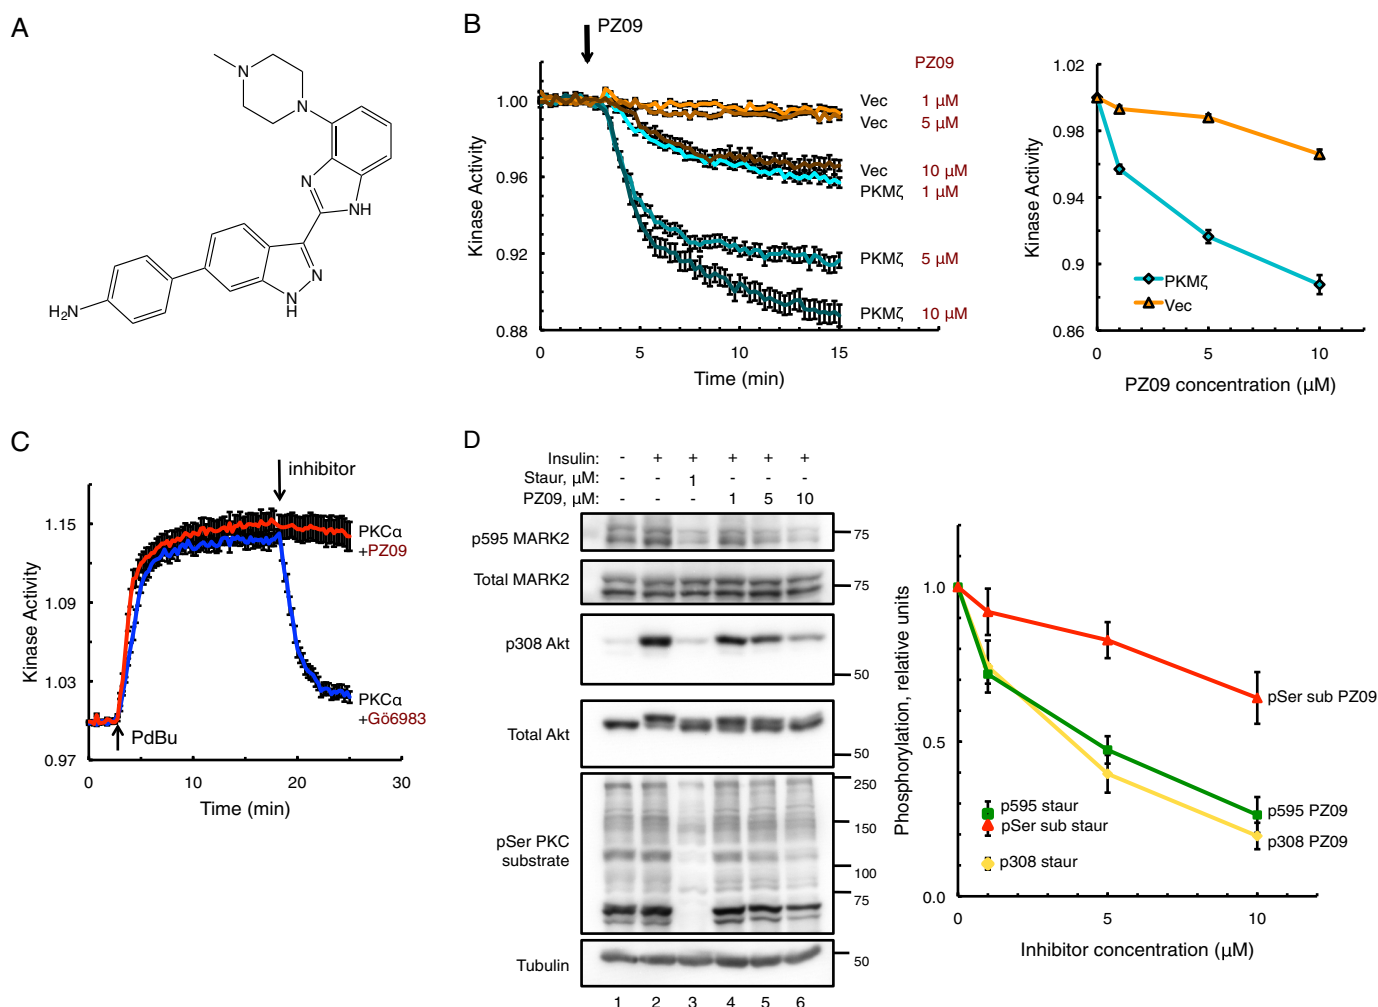 A
N
N
N
NH
N
N
H
H₂N
B
PZ09
PZ09
Kinase Activity
1.00
0.96
0.92
0.88
Vec 1 µM
Vec 5 µM
Vec 10 µM
PKMζ 1 µM
PKMζ 5 µM
PKMζ 10 µM
0 5 10 15
Time (min)
Kinase Activity
1.02
0.98
0.94
0.9
0.86
PKMζ
Vec
0 5 10
PZ09 concentration (µM)
C
inhibitor
Kinase Activity
1.15
1.09
1.03
0.97
PKCα
+PZ09
PKCα
+Gö6983
PdBu
0 10 20 30
Time (min)
D
Insulin: - + + + + +
Staur, µM: - - 1 - - -
PZ09, µM: - - - 1 5 10
p595 MARK2
75
Total MARK2
75
p308 Akt
50
Total Akt
50
pSer PKC
substrate
250
150
100
75
Tubulin
50
1 2 3 4 5 6
Phosphorylation, relative units
1.0
0.5
0.0
pSer sub PZ09
p595 PZ09
p308 PZ09
p595 staur
pSer sub staur
p308 staur
0 5 10
Inhibitor concentration (µM)